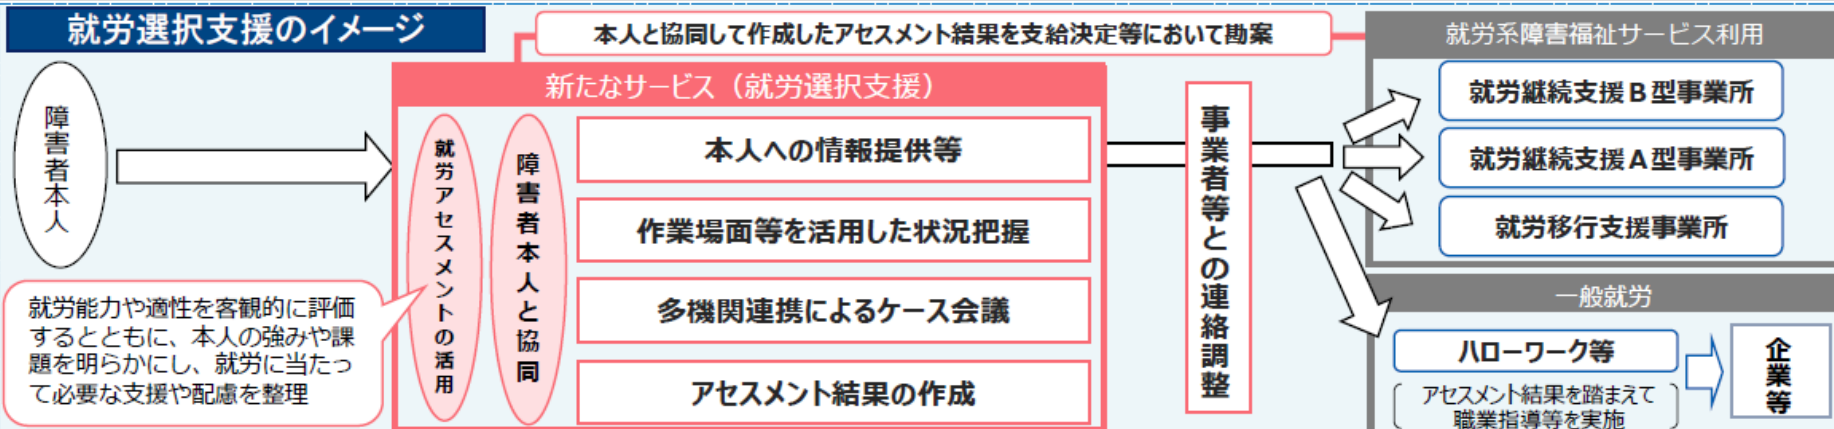 就労選択支援のイメージ
本人と協同して作成したアセスメント結果を支給決定等において勘案
就労系障害福祉サービス利用
障害者本人
新たなサービス（就労選択支援）
就労アセスメントの活用
障害者本人と協同
本人への情報提供等
作業場面等を活用した状況把握
多機関連携によるケース会議
アセスメント結果の作成
就労能力や適性を客観的に評価
するとともに、本人の強みや課
題を明らかにし、就労に当たっ
て必要な支援や配慮を整理
事業者等との連絡調整
就労継続支援Ｂ型事業所
就労継続支援Ａ型事業所
就労移行支援事業所
一般就労
ハローワーク等
アセスメント結果を踏まえて
職業指導等を実施
企業等